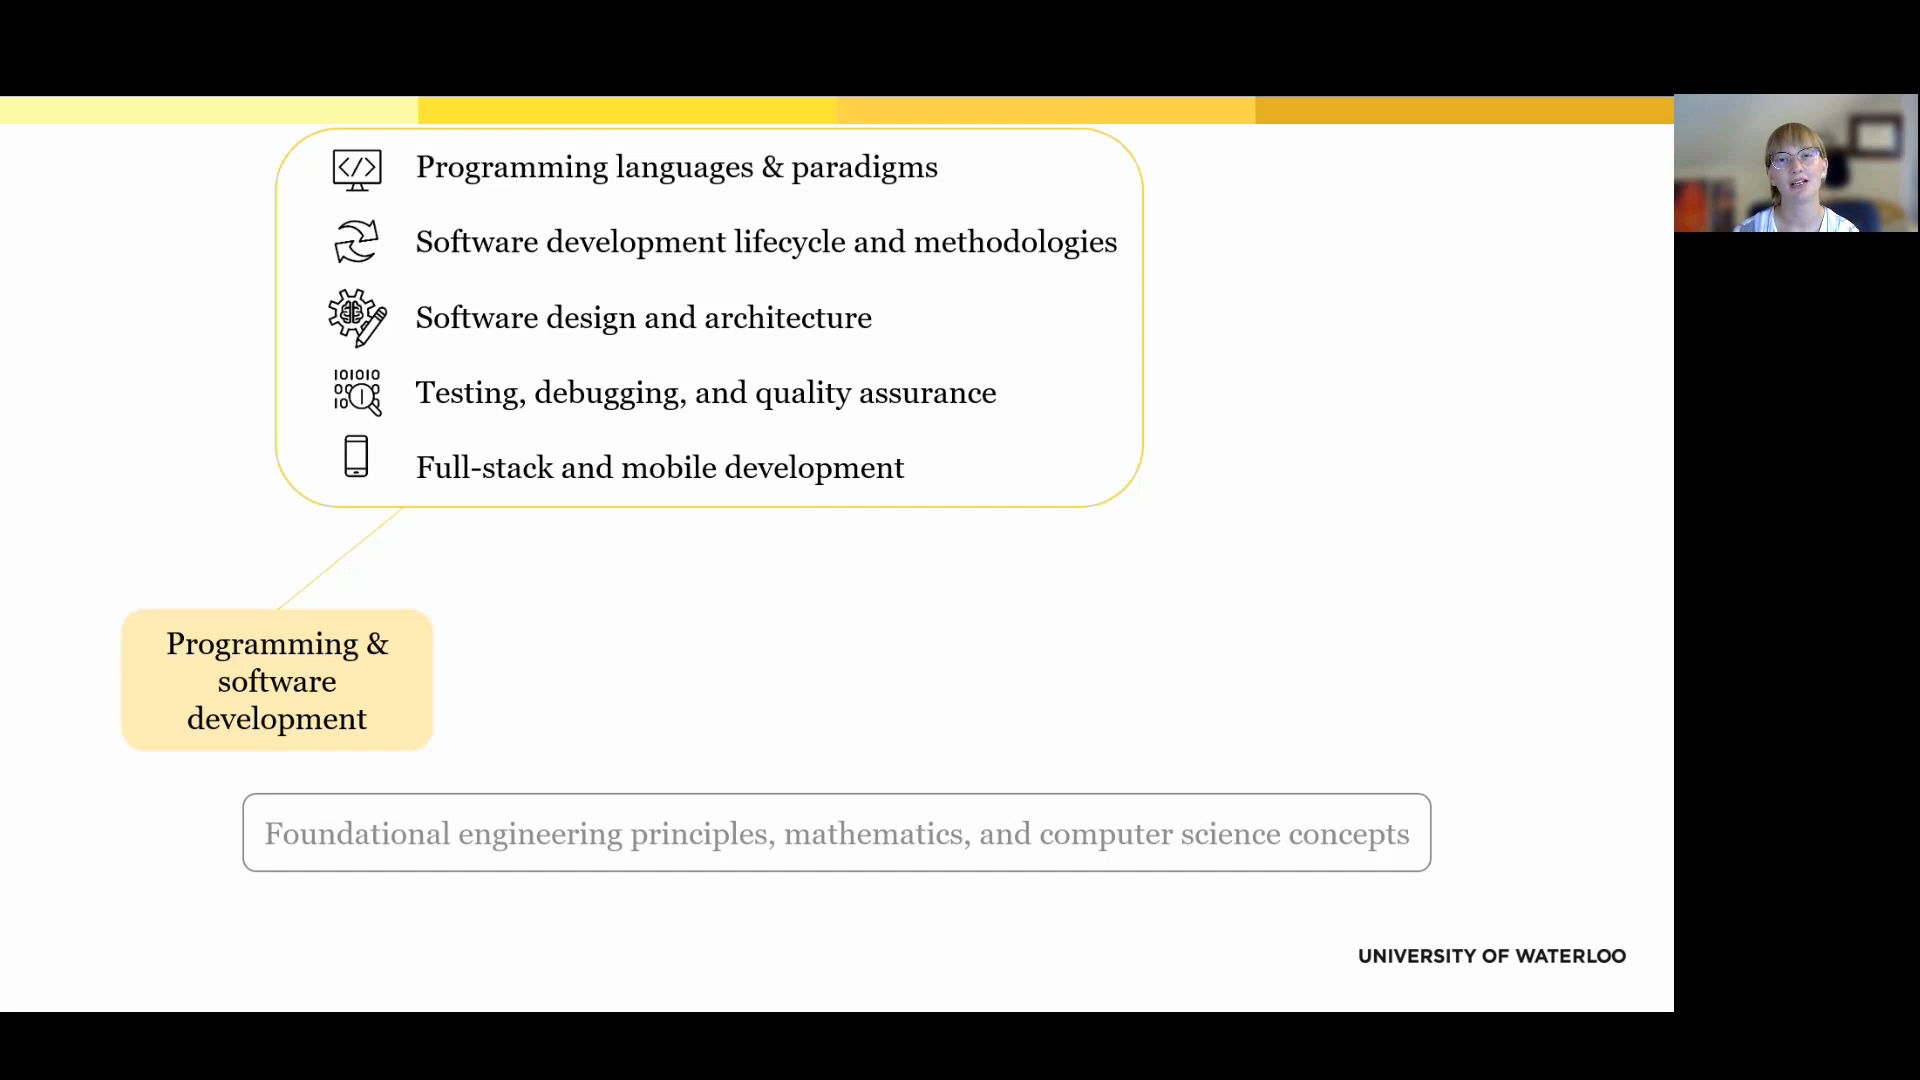 Programming languages & paradigms
Software development lifecycle and methodologies
Software design and architecture
Testing, debugging, and quality assurance
Full-stack and mobile development
Programming &
software
development
Foundational engineering principles, mathematics, and computer science concepts
UNIVERSITY OF WATERLOO